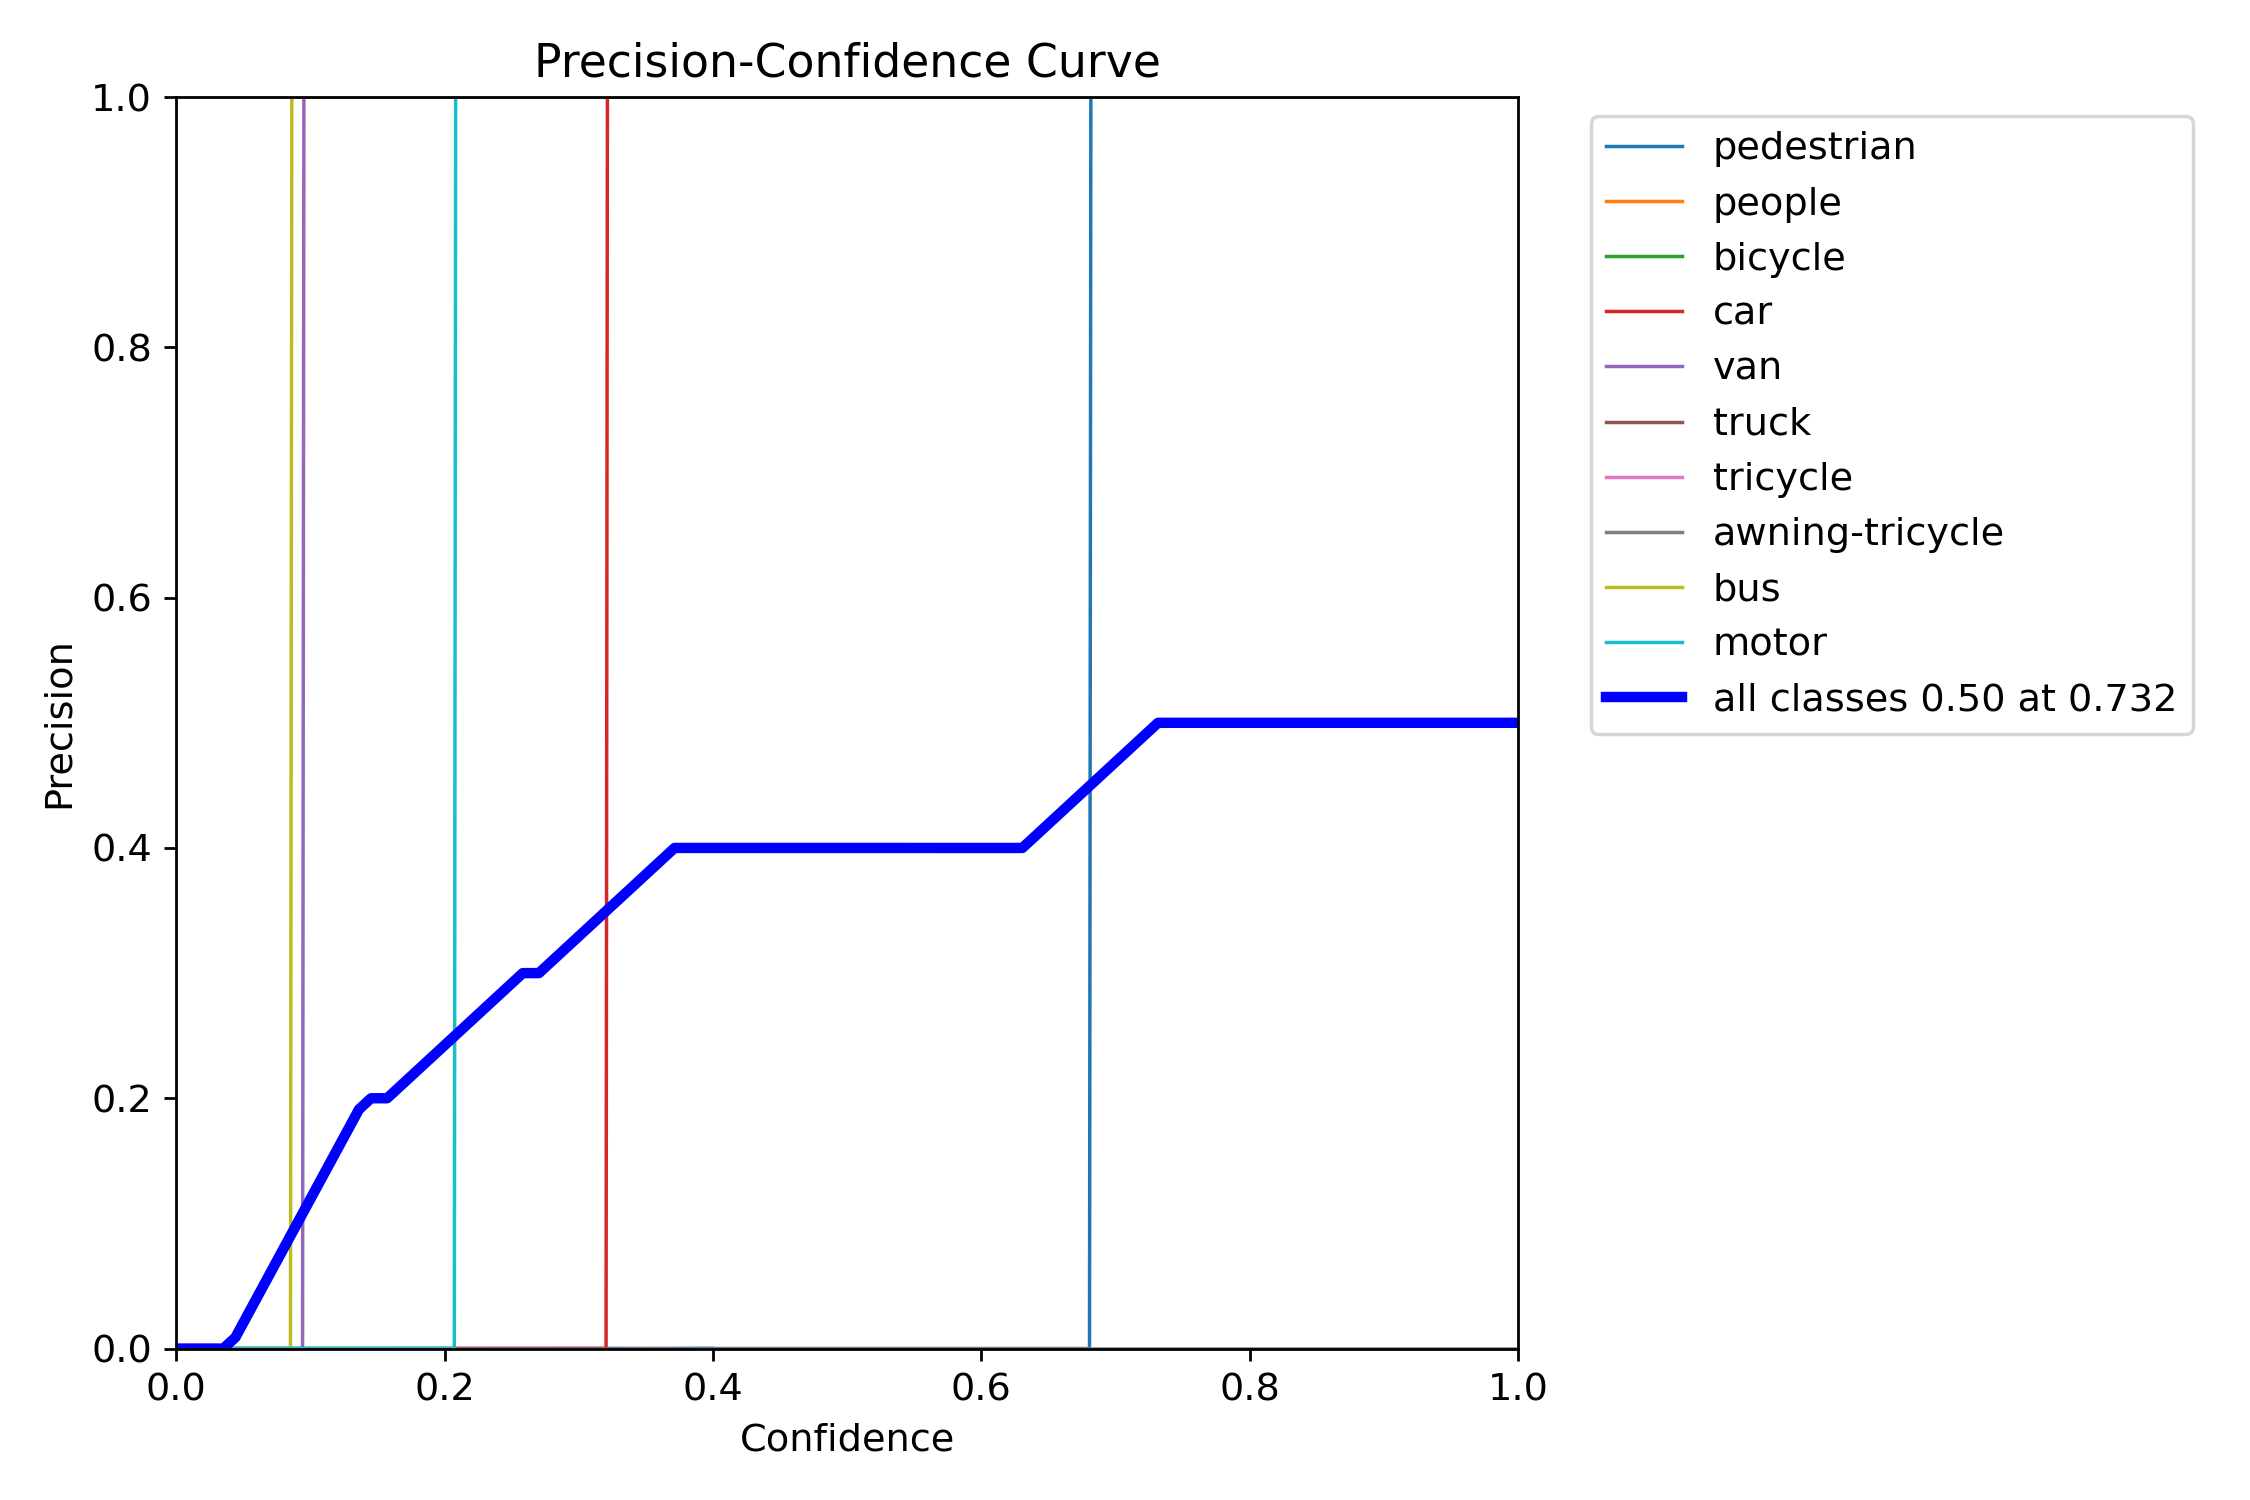 Precision-Confidence Curve
1.0
0.8
0.6
0.4
0.2
0.0
Precision
0.0 0.2 0.4 0.6 0.8 1.0
Confidence
pedestrian
people
bicycle
car
van
truck
tricycle
awning-tricycle
bus
motor
all classes 0.50 at 0.732